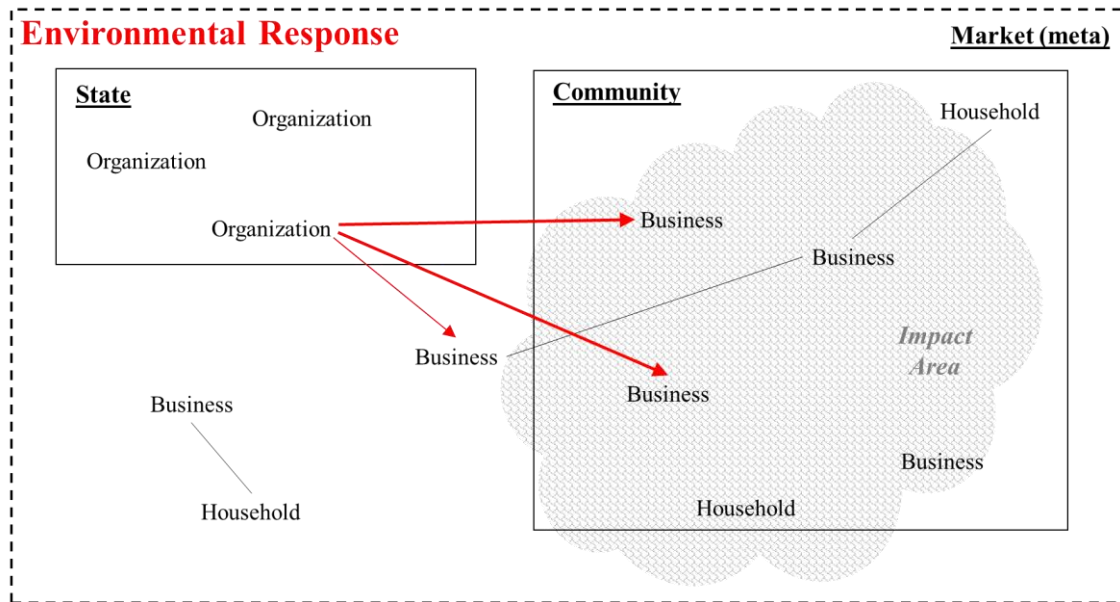 Environmental Response
Market (meta)
State
Community
Organization
Household
Organization
Organization
Business
Business
Impact
Area
Business
Business
Business
Business
Household
Household